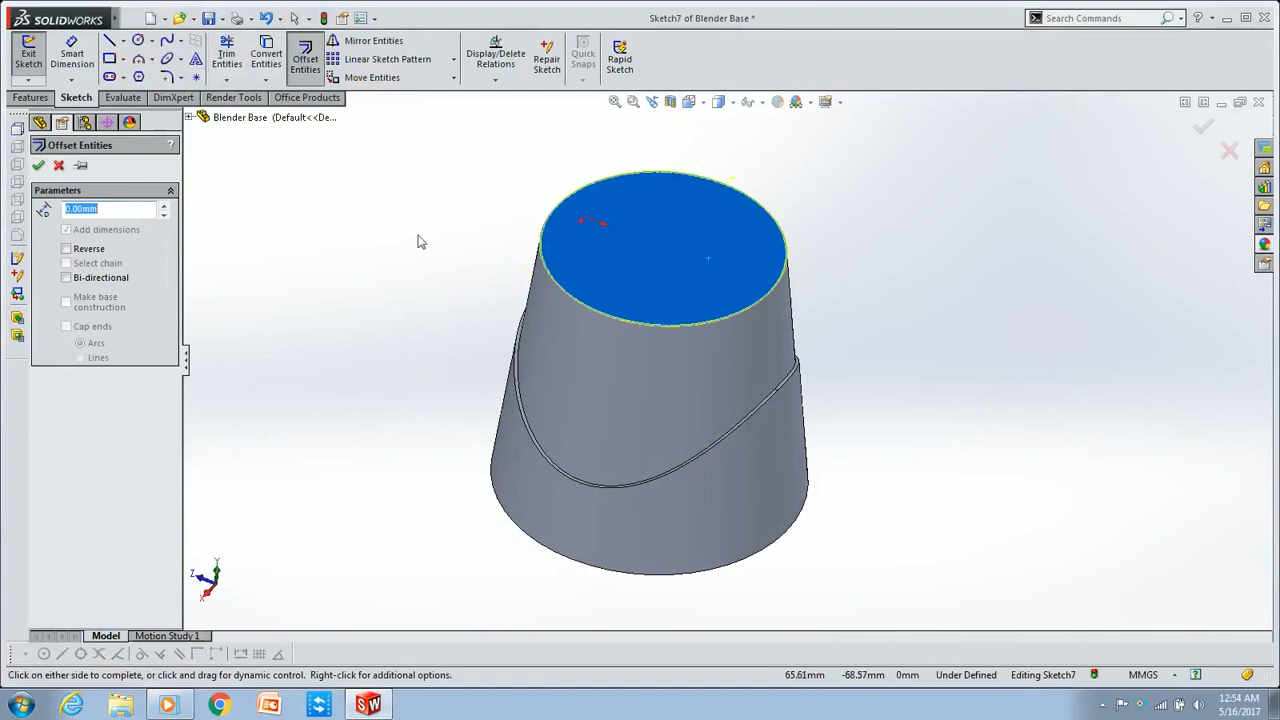 SOLIDWORKS
Sketch7 of Blender Base *
Search Commands
Exit Sketch
Smart Dimension
Trim Entities
Convert Entities
Offset Entities
Mirror Entities
Linear Sketch Pattern
Move Entities
Display/Delete Relations
Repair Sketch
Quick Snaps
Rapid Sketch
Features
Sketch
Evaluate
DimXpert
Render Tools
Office Products
Blender Base (Default<<De...
Offset Entities
?
Parameters
D
0.00mm
Add dimensions
Reverse
Select chain
Bi-directional
Make base construction
Cap ends
Arcs
Lines
Y
Z
X
Model
Motion Study 1
Click on either side to complete, or click and drag for dynamic control. Right-click for additional options.
65.61mm
-68.57mm
0mm
Under Defined
Editing Sketch7
MMGS
?
12:54 AM
5/16/2017